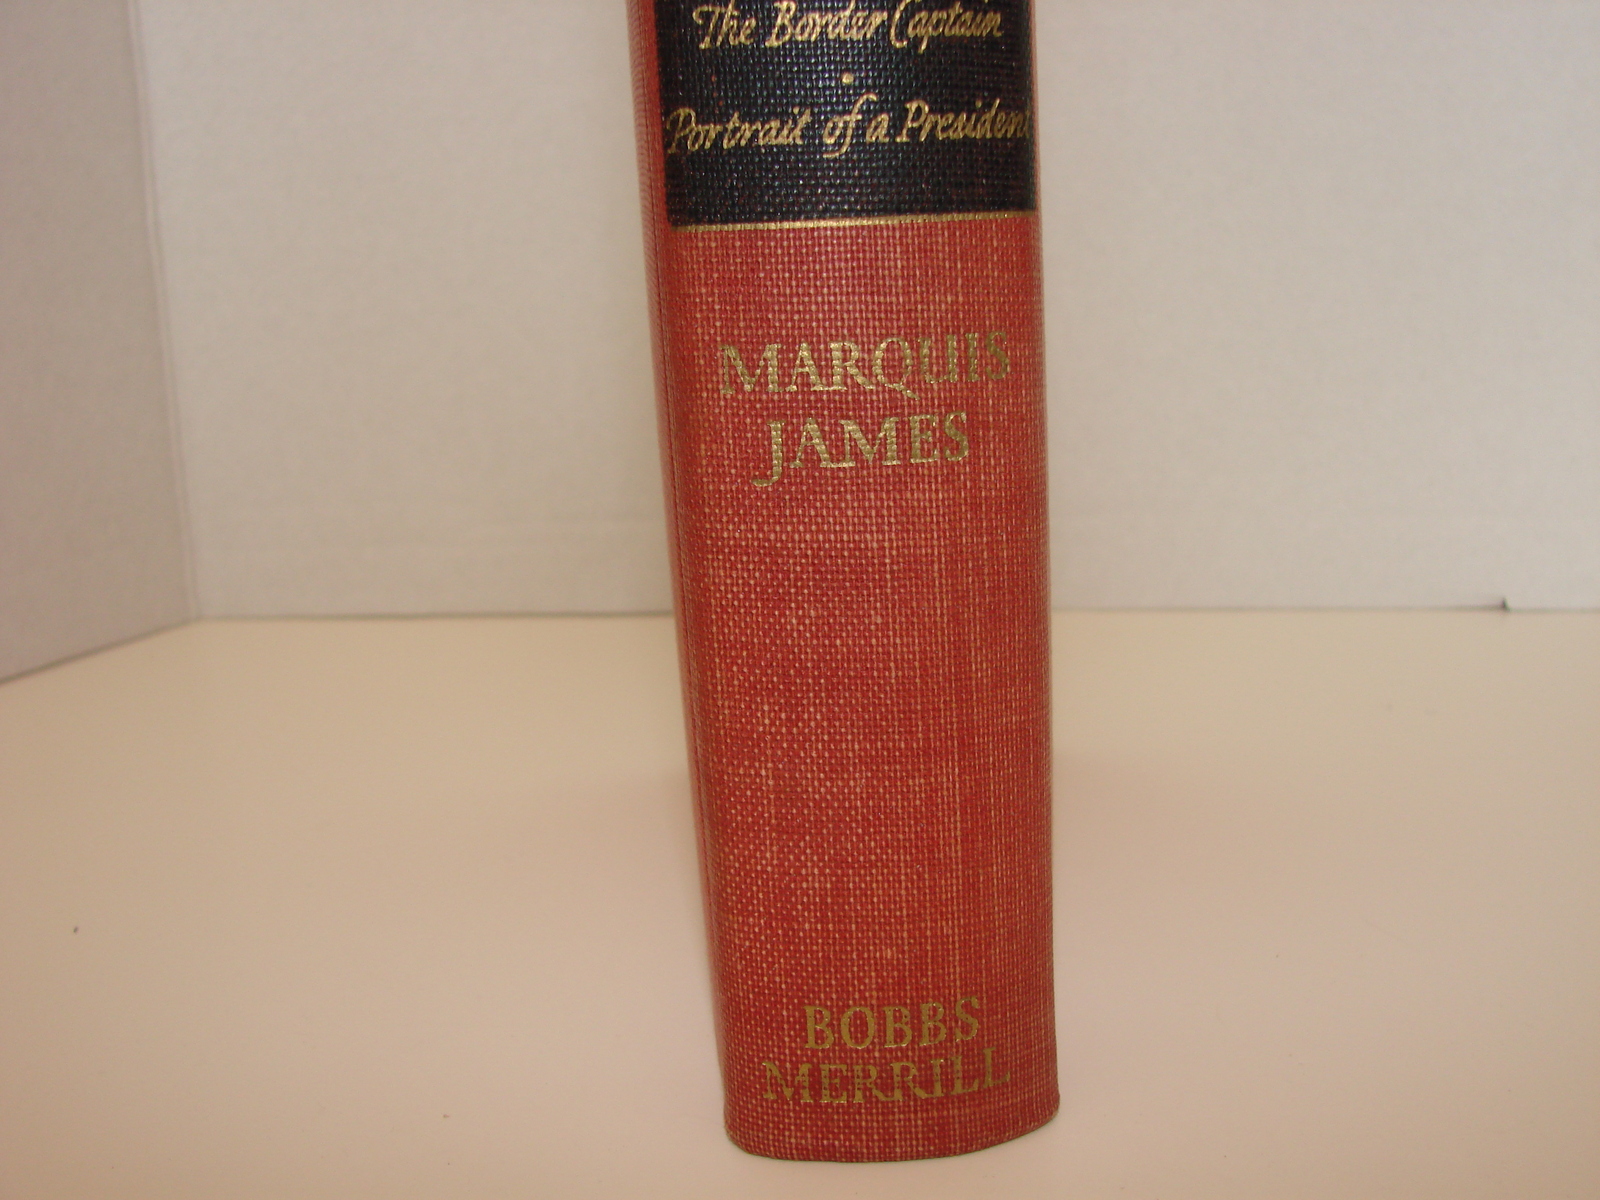 The Border Captain
Portrait of a President
MARQUIS
JAMES
BOBBS
MERRILL